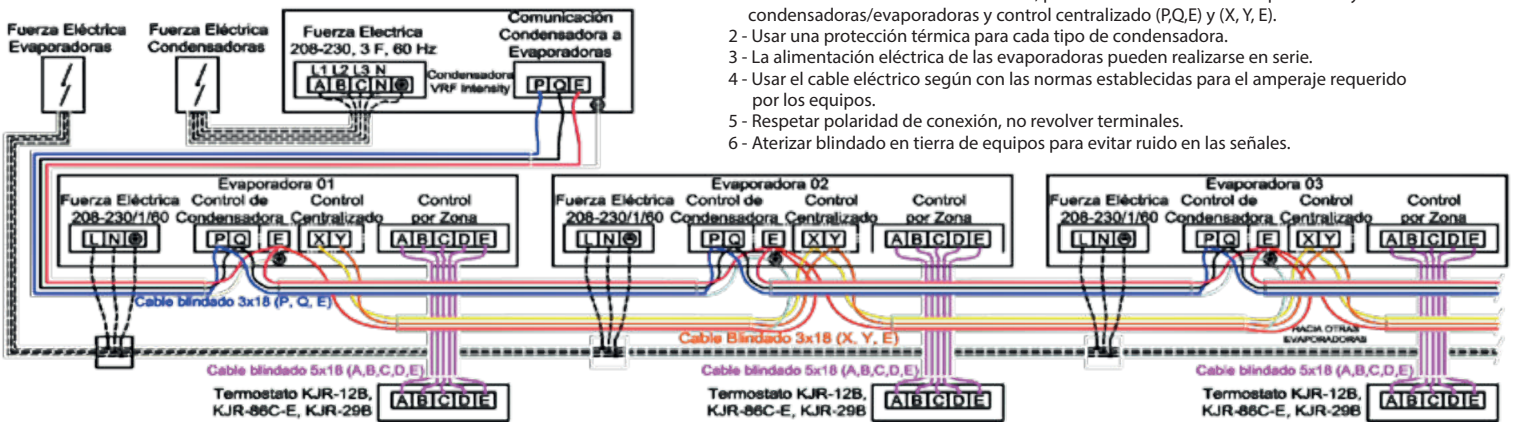 condensadoras/evaporadoras y control centralizado (P,Q,E) y (X, Y, E).
2 - Usar una protección térmica para cada tipo de condensadora.
3 - La alimentación eléctrica de las evaporadoras pueden realizarse en serie.
4 - Usar el cable eléctrico según con las normas establecidas para el amperaje requerido
por los equipos.
5 - Respetar polaridad de conexión, no revolver terminales.
6 - Aterizar blindado en tierra de equipos para evitar ruido en las señales.
Fuerza Eléctrica
Evaporadoras
Fuerza Eléctrica
Condensadoras
Fuerza Electrica
208-230, 3 F, 60 Hz
L1 L2 L3 N
A B C N
Condensadora
VRF Intensity
Comunicación
Condensadora a
Evaporadoras
P Q E
Evaporadora 01
Fuerza Eléctrica
208-230/1/60
L N
Control de
Condensadora
P Q E
Control
Centralizado
X Y
Control
por Zona
A B C D E
Evaporadora 02
Fuerza Eléctrica
208-230/1/60
L N
Control de
Condensadora
P Q E
Control
Centralizado
X Y
Control
por Zona
A B C D E
Evaporadora 03
Fuerza Eléctrica
208-230/1/60
L N
Control de
Condensadora
P Q E
Control
Centralizado
X Y
Control
por Zona
A B C D E
Cable blindado 3x18 (P, Q, E)
Cable Blindado 3x18 (X, Y, E)
HACIA OTRAS
EVAPORADORAS
Cable blindado 5x18 (A,B,C,D,E)
Termostato KJR-12B,
KJR-86C-E, KJR-29B
A B C D E
Cable blindado 5x18 (A,B,C,D,E)
Termostato KJR-12B,
KJR-86C-E, KJR-29B
A B C D E
Cable blindado 5x18 (A,B,C,D,E)
Termostato KJR-12B,
KJR-86C-E, KJR-29B
A B C D E